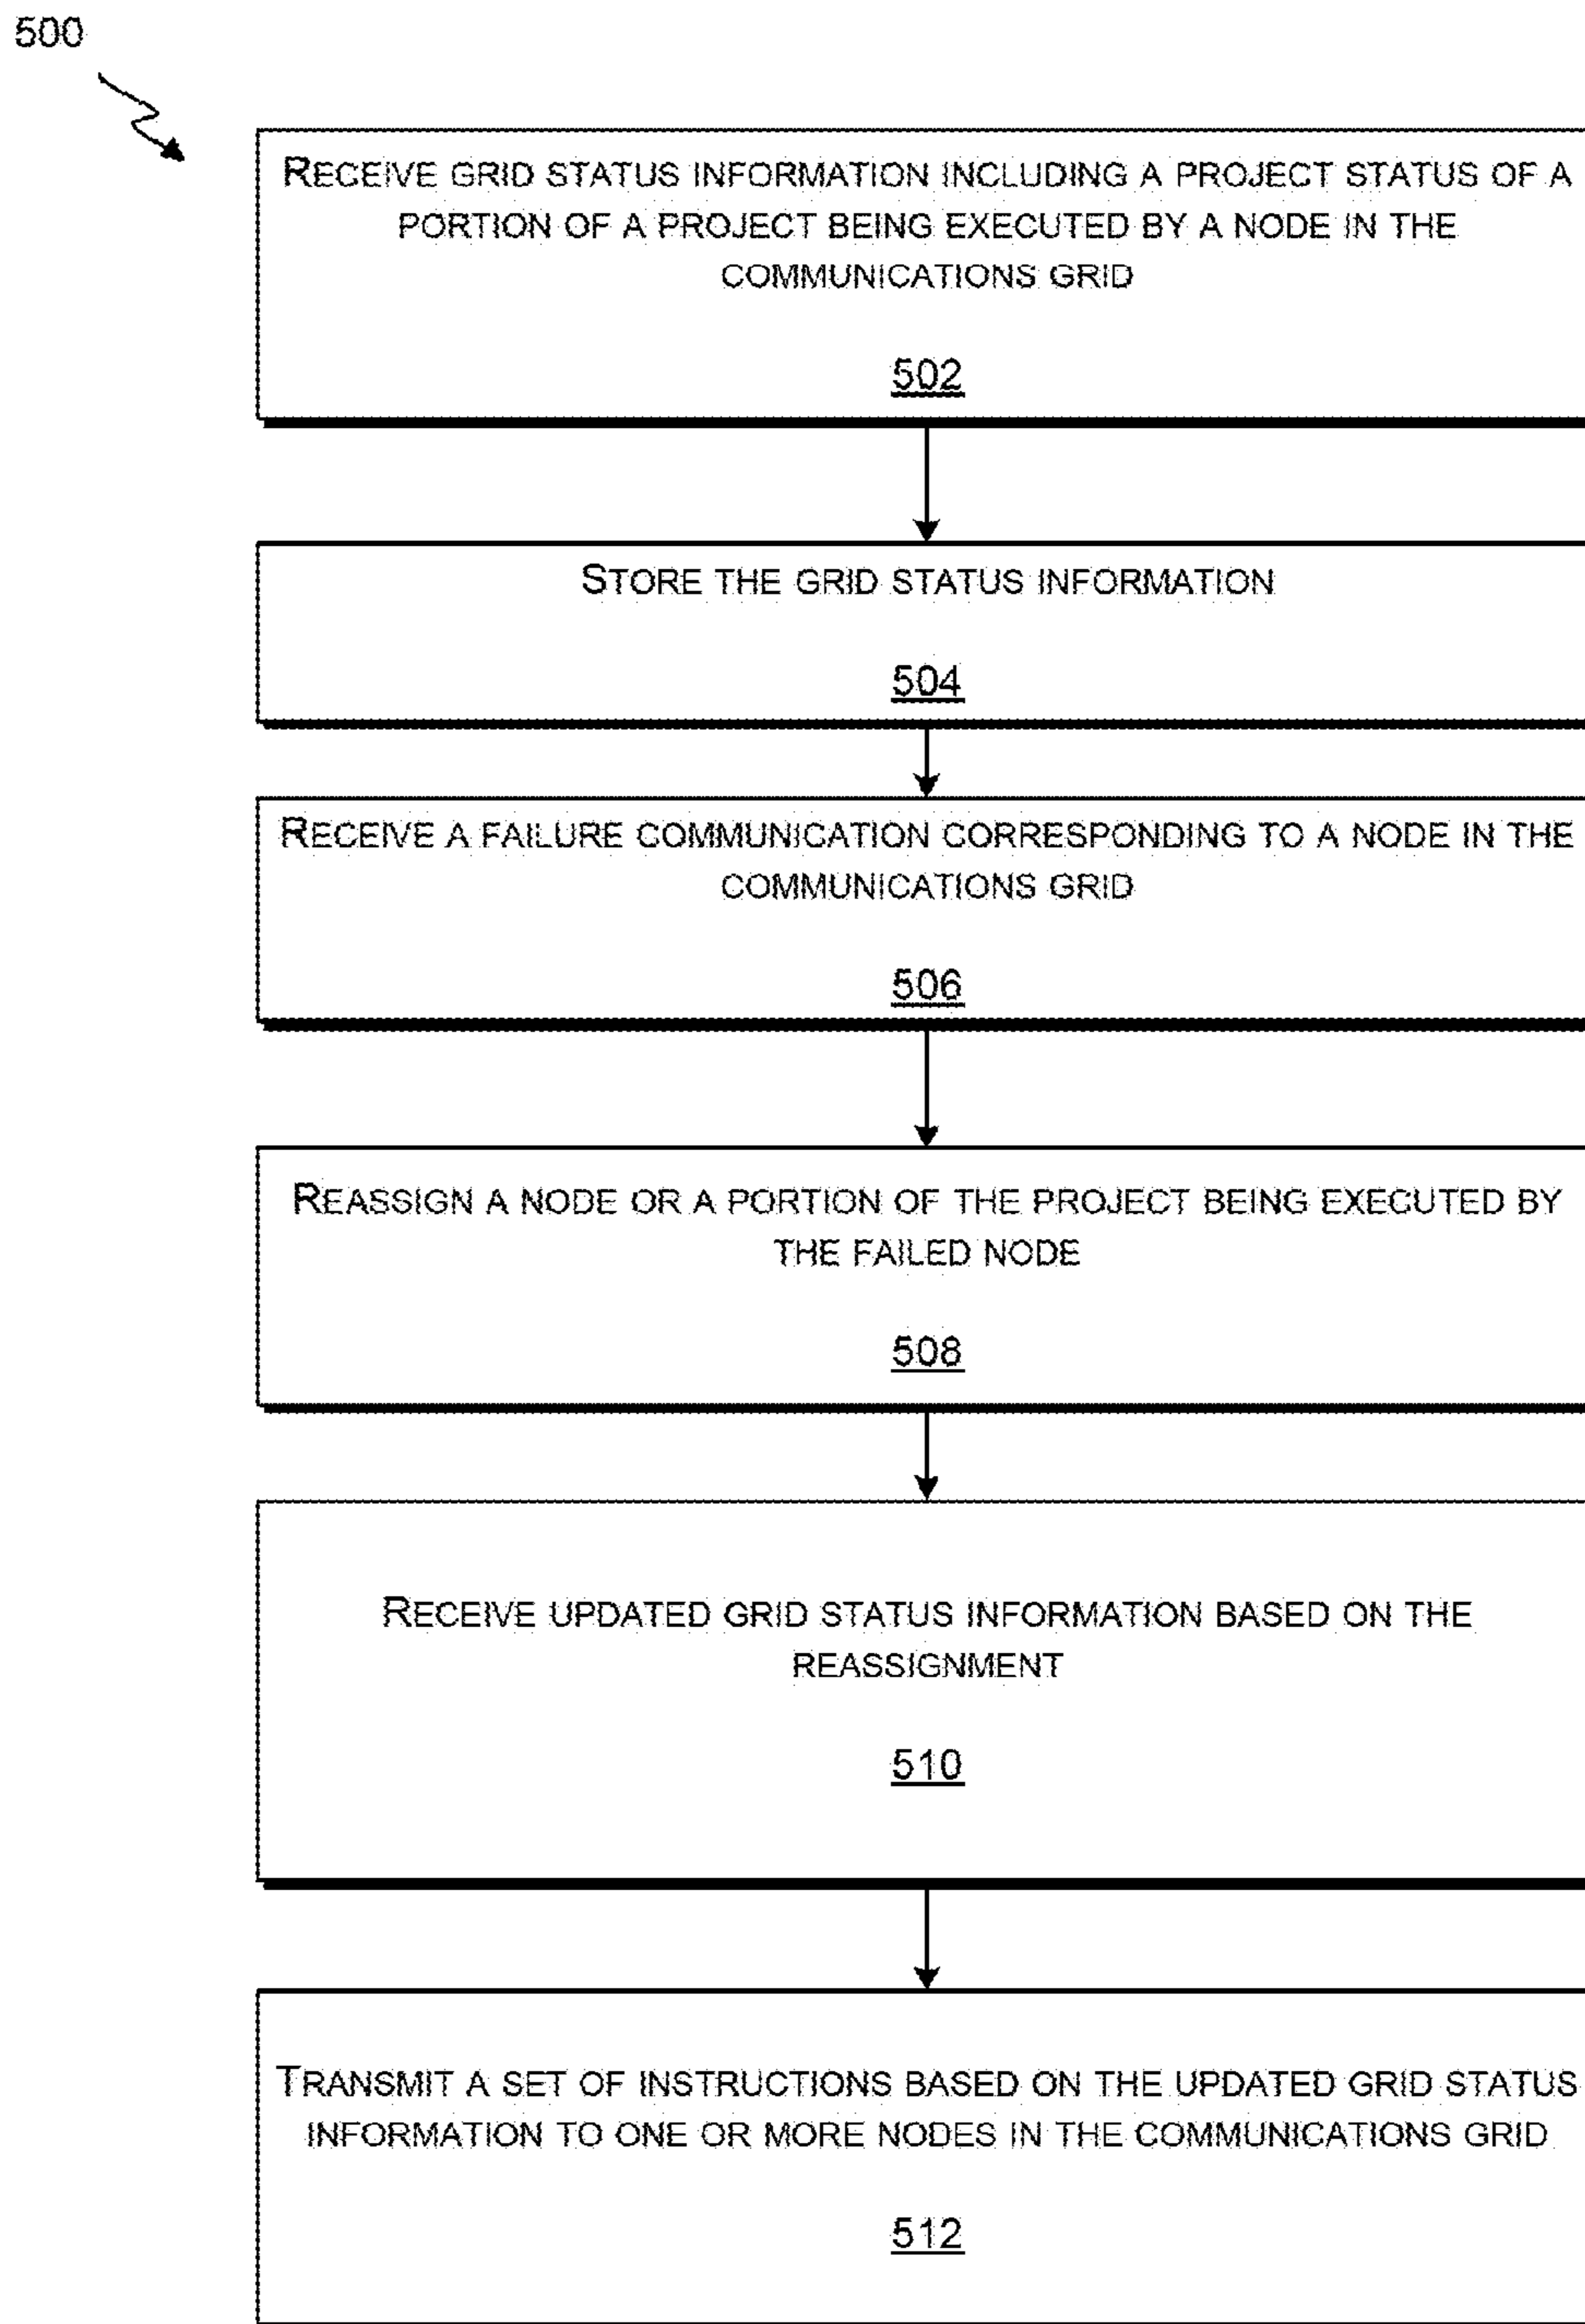 500
RECEIVE GRID STATUS INFORMATION INCLUDING A PROJECT STATUS OF A
PORTION OF A PROJECT BEING EXECUTED BY A NODE IN THE
COMMUNICATIONS GRID
502
STORE THE GRID STATUS INFORMATION
504
RECEIVE A FAILURE COMMUNICATION CORRESPONDING TO A NODE IN THE
COMMUNICATIONS GRID
506
REASSIGN A NODE OR A PORTION OF THE PROJECT BEING EXECUTED BY
THE FAILED NODE
508
RECEIVE UPDATED GRID STATUS INFORMATION BASED ON THE
REASSIGNMENT
510
TRANSMIT A SET OF INSTRUCTIONS BASED ON THE UPDATED GRID STATUS
INFORMATION TO ONE OR MORE NODES IN THE COMMUNICATIONS GRID
512